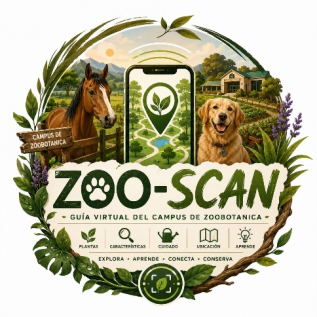 CAMPUS DE
ZOOBOTANICA
ZOO-SCAN
GUÍA VIRTUAL DEL CAMPUS DE ZOOBOTANICA
PLANTAS
CARACTERÍSTICAS
CUIDADO
UBICACIÓN
APRENDE
EXPLORA • APRENDE • CONECTA • CONSERVA